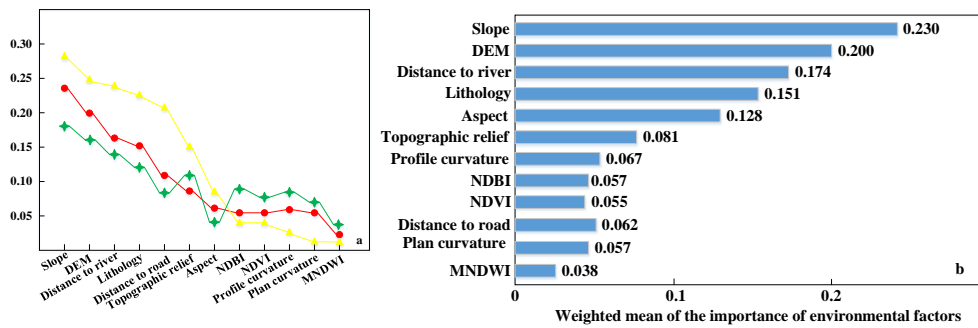 0.30
0.25
0.20
0.15
0.10
0.05
a
Slope
DEM
Distance to river
Lithology
Distance to road
Topographic relief
Aspect
NDBI
NDVI
Profile curvature
Plan curvature
MNDWI
Slope 0.230
DEM 0.200
Distance to river 0.174
Lithology 0.151
Aspect 0.128
Topographic relief 0.081
Profile curvature 0.067
NDBI 0.057
NDVI 0.055
Distance to road 0.062
Plan curvature 0.057
MNDWI 0.038
b
0 0.1 0.2
Weighted mean of the importance of environmental factors